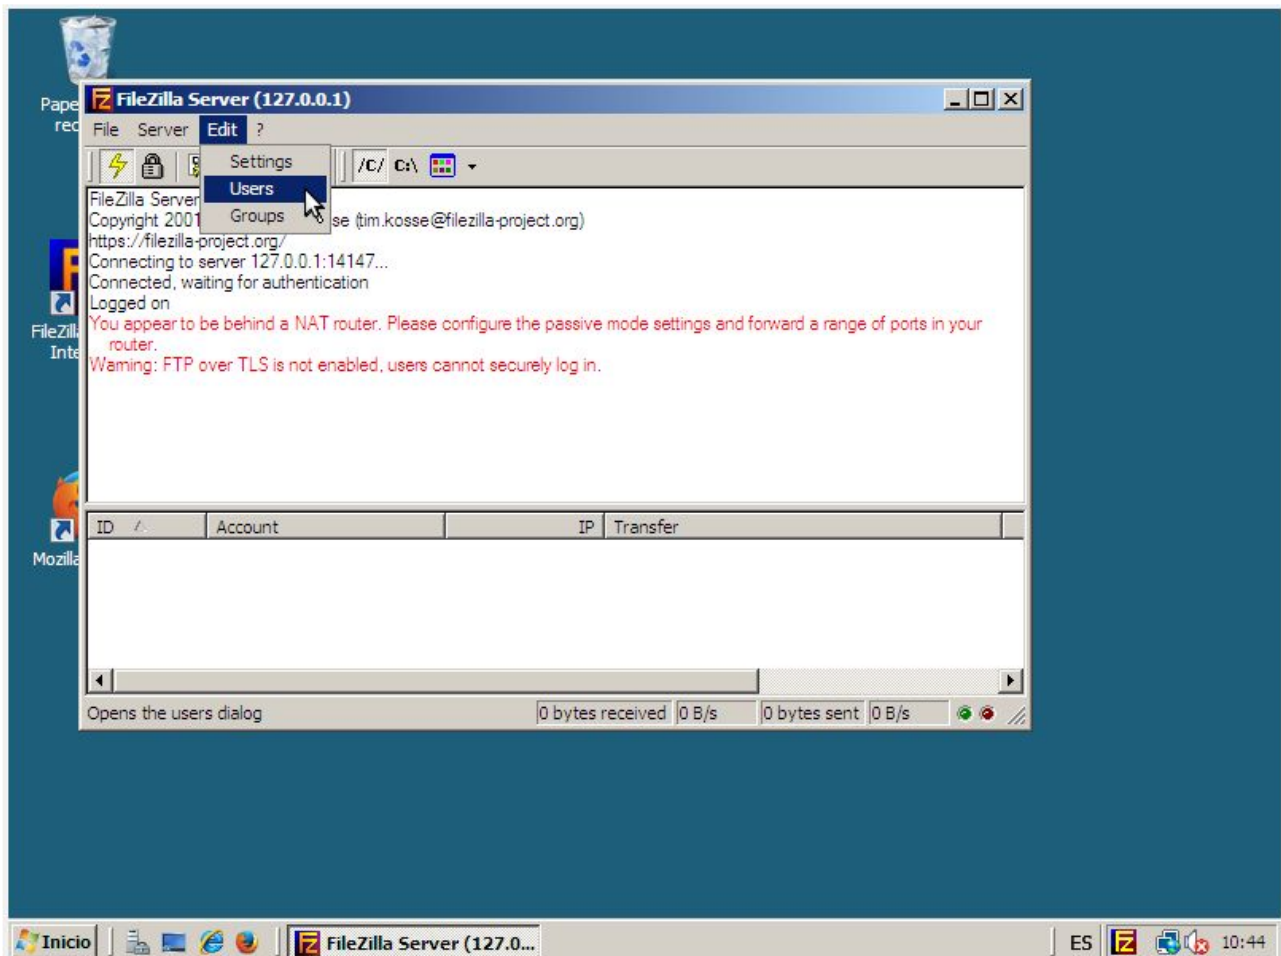 Pape
rec
FileZilla Server (127.0.0.1)
File Server Edit ?
Settings
Users
Groups
/C/ C:\
FileZilla Server
Copyright 2001 se (tim.kosse@filezilla-project.org)
https://filezilla-project.org/
Connecting to server 127.0.0.1:14147...
Connected, waiting for authentication
Logged on
You appear to be behind a NAT router. Please configure the passive mode settings and forward a range of ports in your
router.
Warning: FTP over TLS is not enabled, users cannot securely log in.
FileZill
Inte
Mozilla
ID Account IP Transfer
Opens the users dialog 0 bytes received 0 B/s 0 bytes sent 0 B/s
Inicio FileZilla Server (127.0... ES 10:44